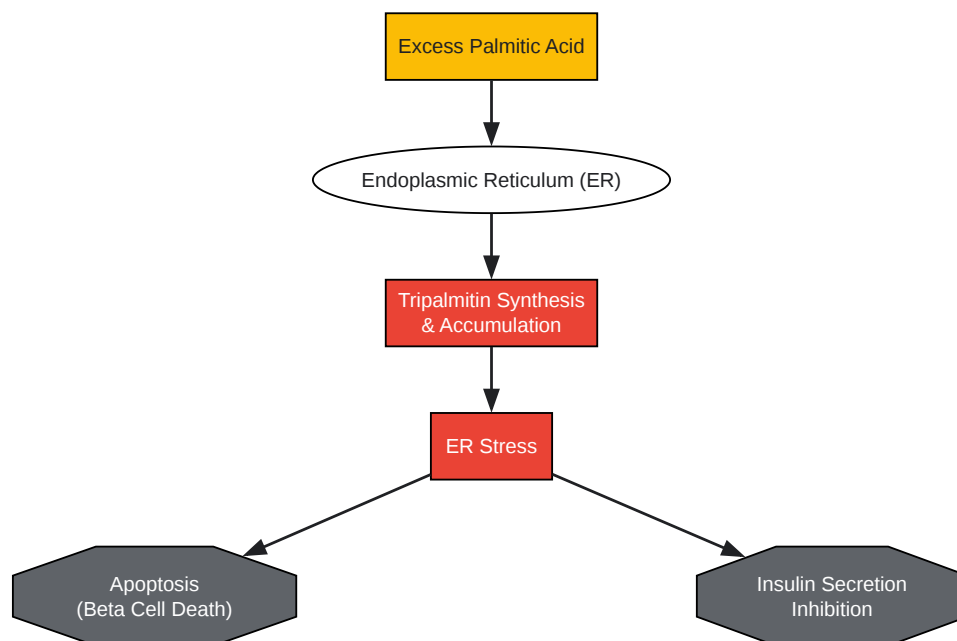 Excess Palmitic Acid
Endoplasmic Reticulum (ER)
Tripalmitin Synthesis
& Accumulation
ER Stress
Apoptosis
(Beta Cell Death)
Insulin Secretion
Inhibition